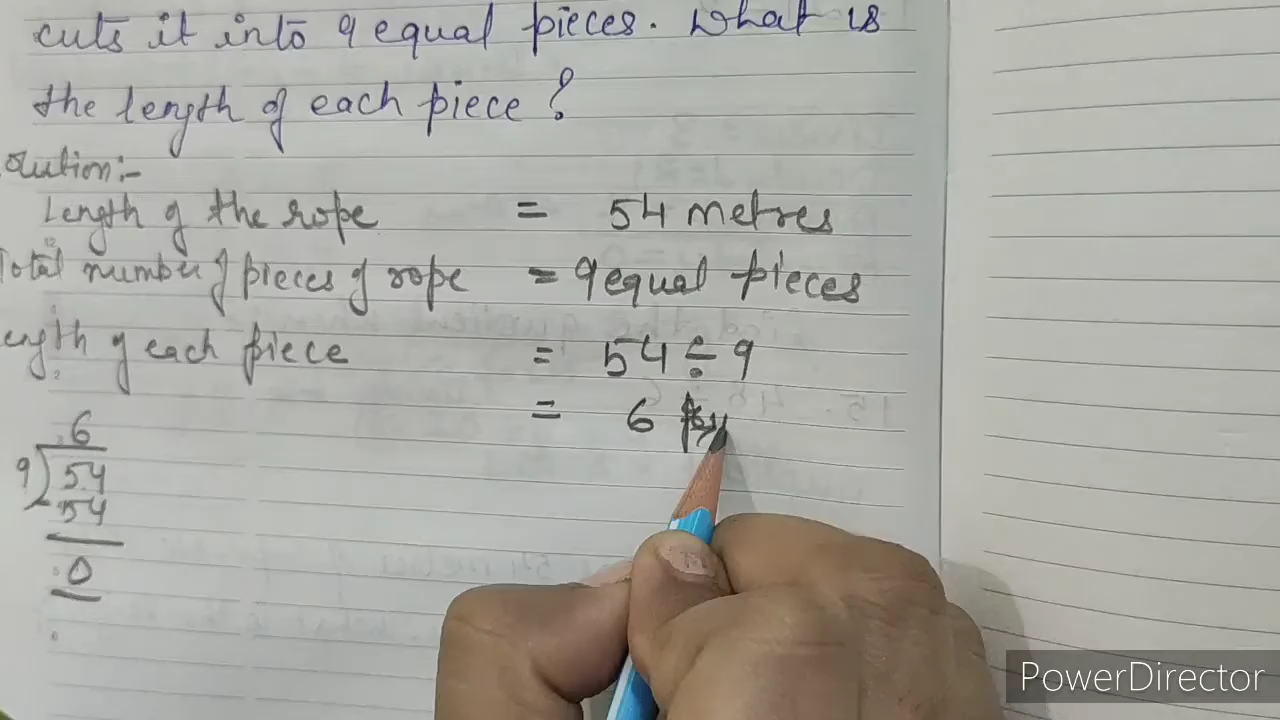 cuts it into 9 equal pieces. What is
the length of each piece?
olution:-
Length of the rope = 54 metres
Total number of pieces of rope = 9 equal pieces
ength of each piece = 54 ÷ 9
= 6
6
9 54
54
0
PowerDirector